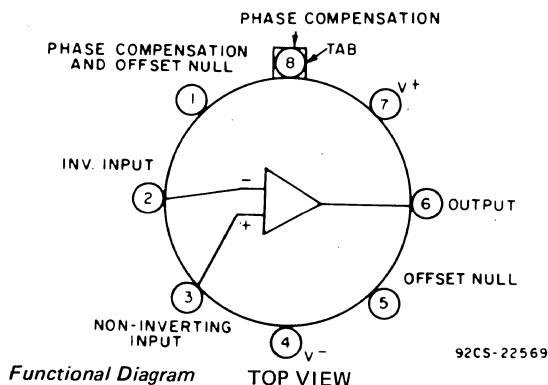 PHASE COMPENSATION
PHASE COMPENSATION
AND OFFSET NULL
TAB
8
1
7
V+
INV. INPUT
2
−
+
6
OUTPUT
3
OFFSET NULL
5
NON-INVERTING
INPUT
4
V−
92CS-22569
Functional Diagram
TOP VIEW